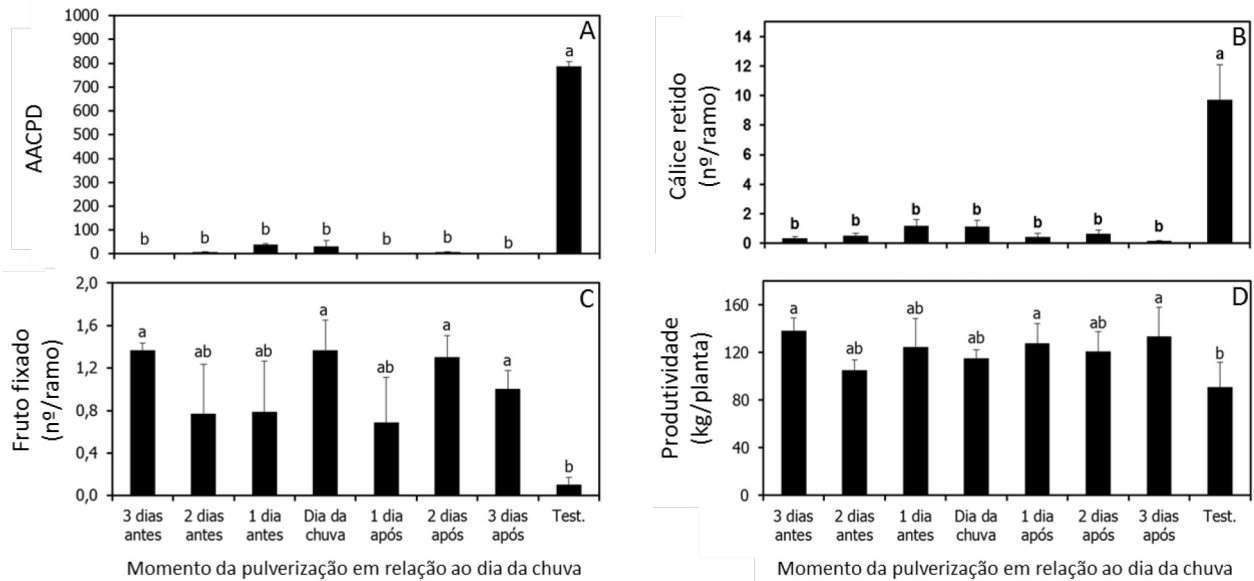 A
AACPD
1000
900
800
700
600
500
400
300
200
100
0
b b b b b b b a
B
Cálice retido
(nº/ramo)
14
12
10
8
6
4
2
0
b b b b b b b a
C
Fruto fixado
(nº/ramo)
2,0
1,6
1,2
0,8
0,4
0,0
a ab ab a ab a a b
3 dias antes
2 dias antes
1 dia antes
Dia da chuva
1 dia após
2 dias após
3 dias após
Test.
Momento da pulverização em relação ao dia da chuva
D
Produtividade
(kg/planta)
160
120
80
40
0
a ab ab ab a ab a b
3 dias antes
2 dias antes
1 dia antes
Dia da chuva
1 dia após
2 dias após
3 dias após
Test.
Momento da pulverização em relação ao dia da chuva